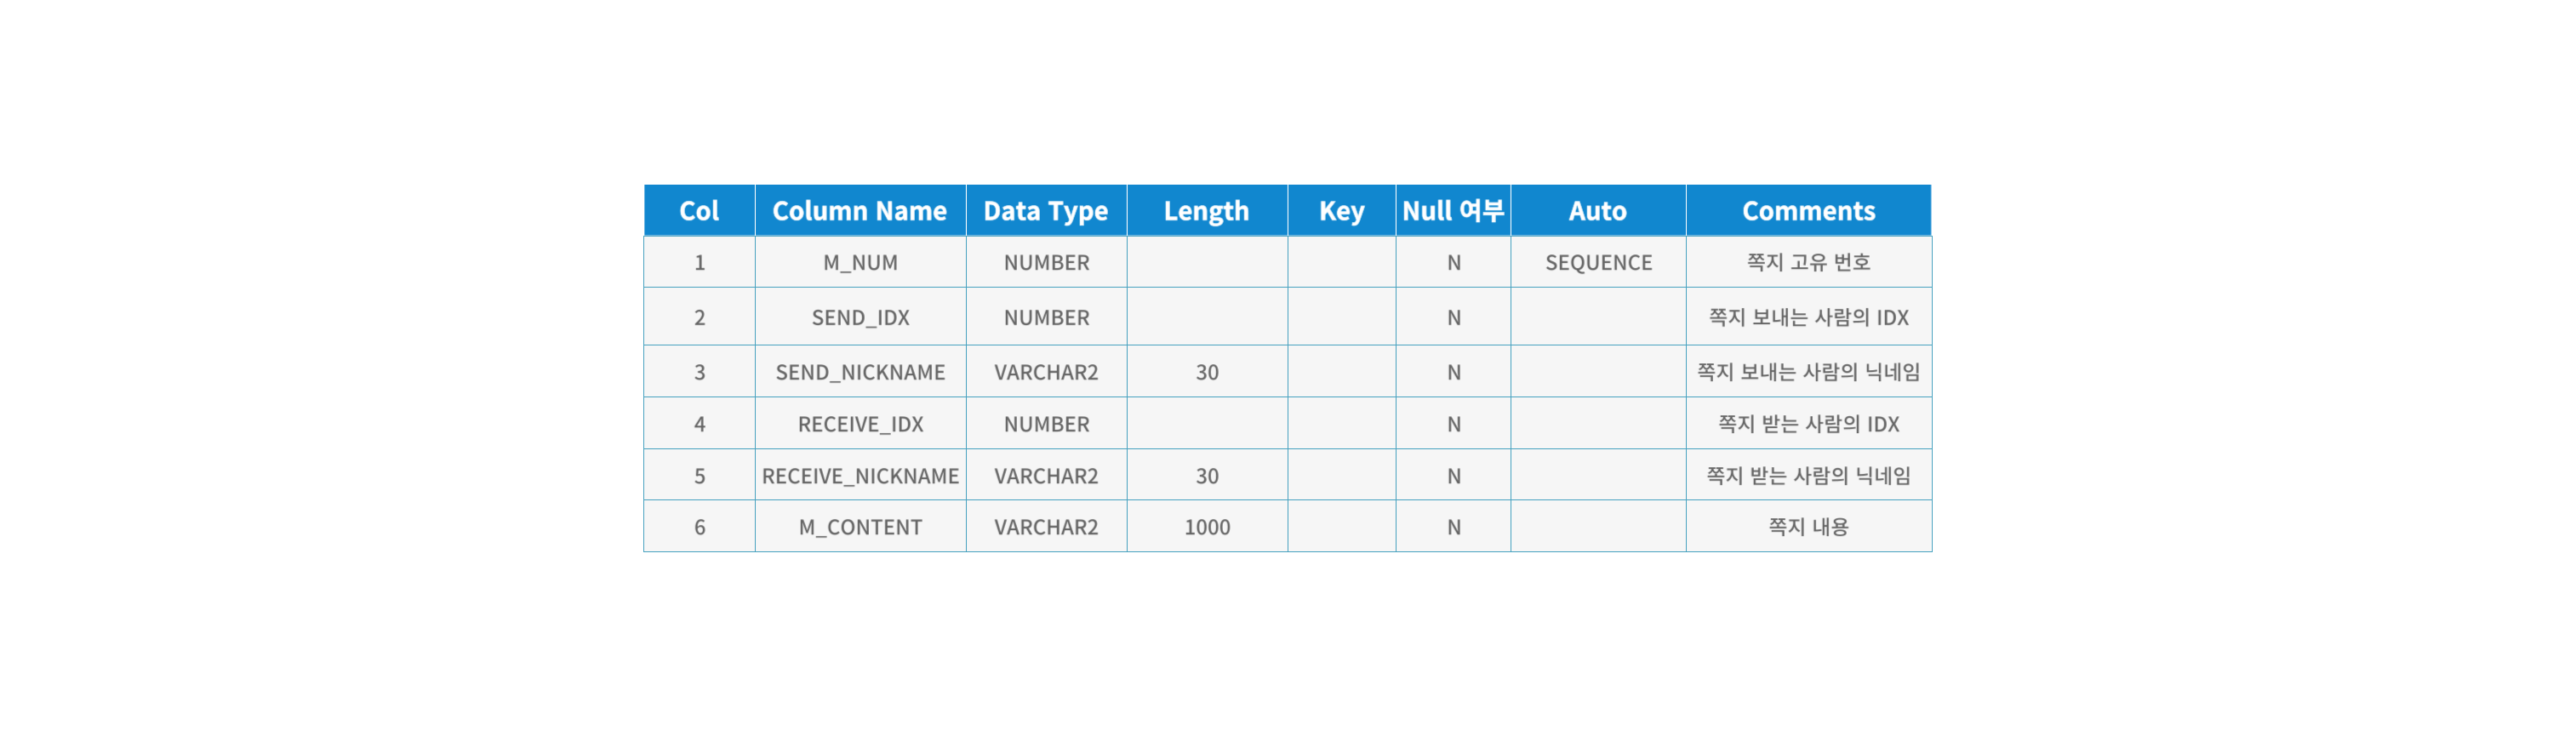 Col Column Name Data Type Length Key Null 여부 Auto Comments
1 M_NUM NUMBER N SEQUENCE 쪽지 고유 번호
2 SEND_IDX NUMBER N 쪽지 보내는 사람의 IDX
3 SEND_NICKNAME VARCHAR2 30 N 쪽지 보내는 사람의 닉네임
4 RECEIVE_IDX NUMBER N 쪽지 받는 사람의 IDX
5 RECEIVE_NICKNAME VARCHAR2 30 N 쪽지 받는 사람의 닉네임
6 M_CONTENT VARCHAR2 1000 N 쪽지 내용